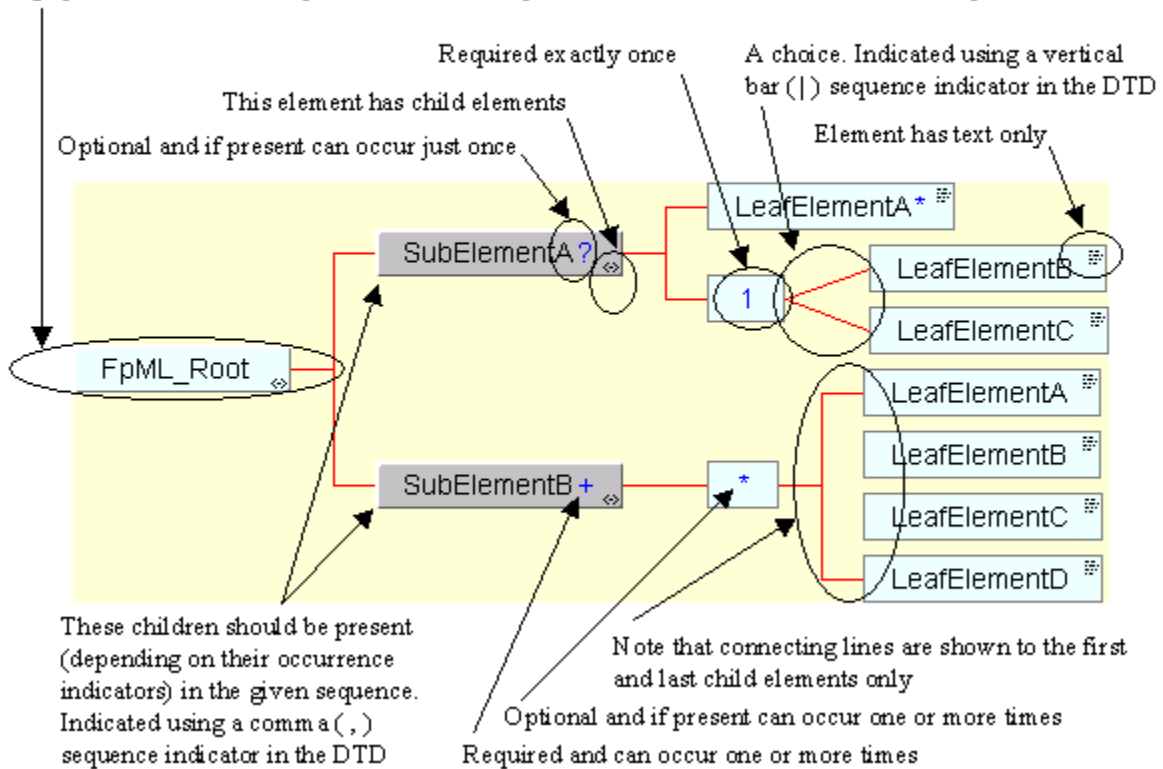 Required exactly once
A choice. Indicated using a vertical
bar (|) sequence indicator in the DTD
This element has child elements
Element has text only
Optional and if present can occur just once
LeafElementA*
SubElementA?
LeafElementB
1
LeafElementC
FpML_Root
LeafElementA
LeafElementB
SubElementB+
*
LeafElementC
LeafElementD
These children should be present
(depending on their occurrence
indicators) in the given sequence.
Indicated using a comma (,)
sequence indicator in the DTD
Note that connecting lines are shown to the first
and last child elements only
Optional and if present can occur one or more times
Required and can occur one or more times